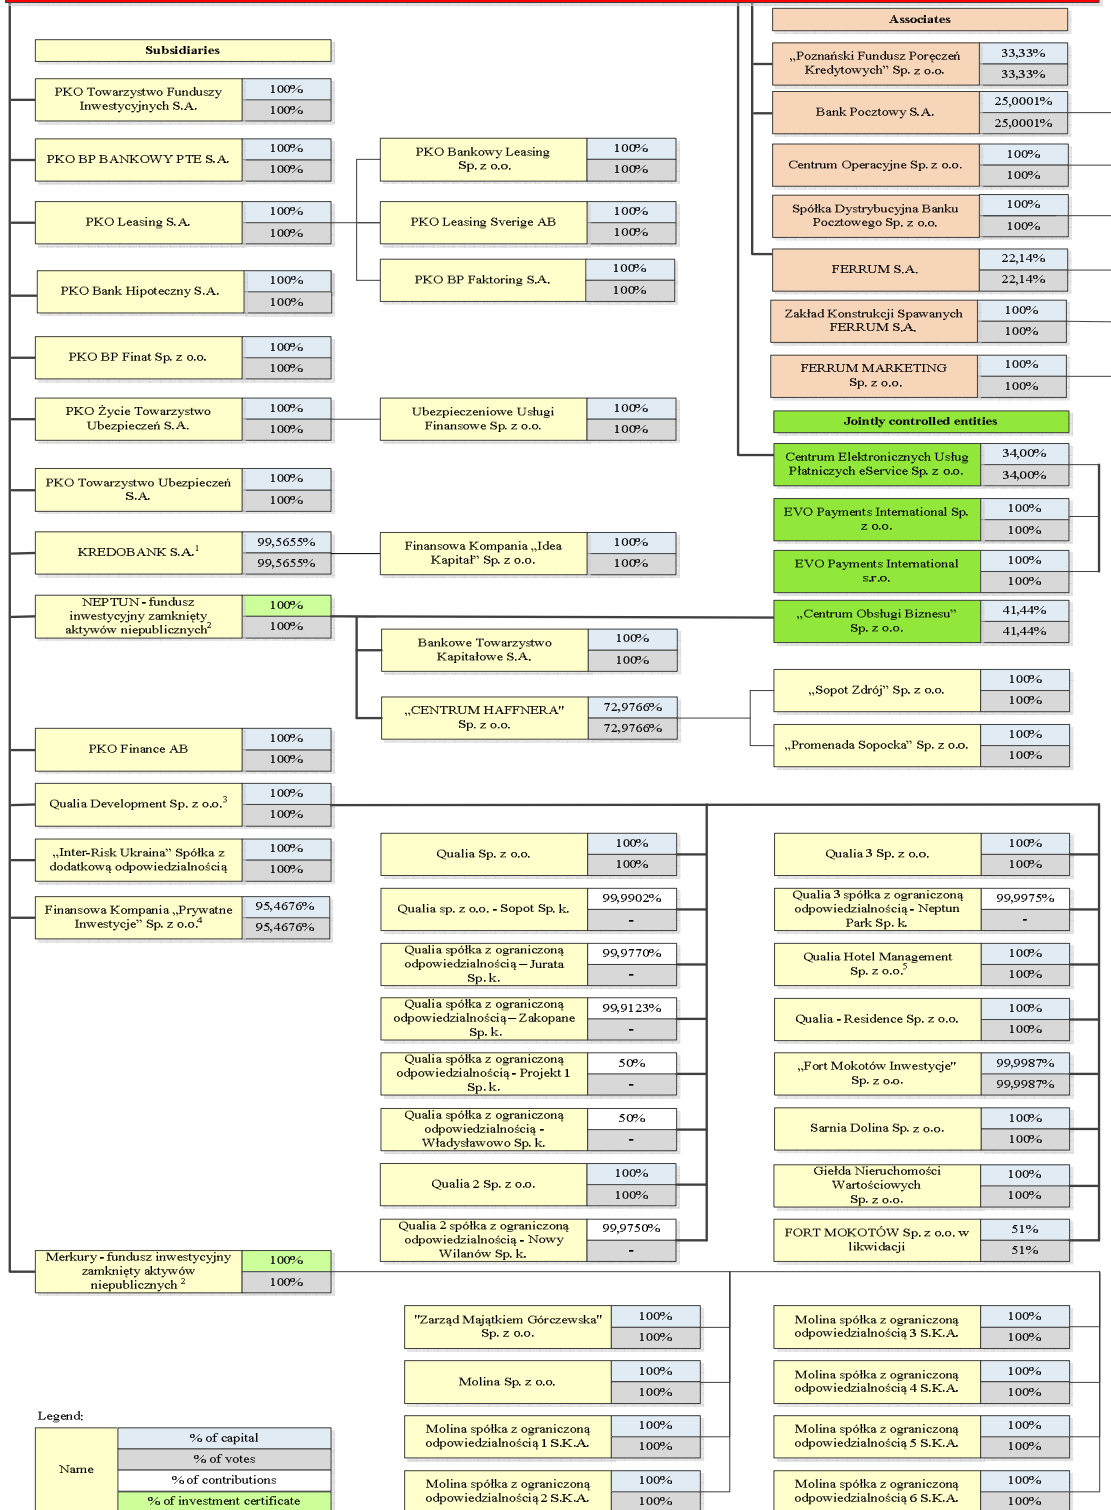 Subsidiaries
PKO Towarzystwo Funduszy
Inwestycyjnych S.A.
100%
100%
PKO BP BANKOWY PTE S.A.
100%
100%
PKO Leasing S.A.
100%
100%
PKO Bankowy Leasing
Sp. z o.o.
100%
100%
PKO Leasing Sverige AB
100%
100%
PKO BP Faktoring S.A.
100%
100%
PKO Bank Hipoteczny S.A.
100%
100%
PKO BP Finat Sp. z o.o.
100%
100%
PKO Życie Towarzystwo
Ubezpieczeń S.A.
100%
100%
Ubezpieczeniowe Usługi
Finansowe Sp. z o.o.
100%
100%
PKO Towarzystwo Ubezpieczeń
S.A.
100%
100%
KREDOBANK S.A.1
99,5655%
99,5655%
Finansowa Kompania „Idea
Kapitał” Sp. z o.o.
100%
100%
NEPTUN - fundusz
inwestycyjny zamknięty
aktywów niepublicznych2
100%
100%
Bankowe Towarzystwo
Kapitałowe S.A.
100%
100%
„CENTRUM HAFFNERA”
Sp. z o.o.
72,9766%
72,9766%
„Sopot Zdrój” Sp. z o.o.
100%
100%
„Promenada Sopocka” Sp. z o.o.
100%
100%
Associates
„Poznański Fundusz Poręczeń
Kredytowych” Sp. z o.o.
33,33%
33,33%
Bank Pocztowy S.A.
25,0001%
25,0001%
Centrum Operacyjne Sp. z o.o.
100%
100%
Spółka Dystrybucyjna Banku
Pocztowego Sp. z o.o.
100%
100%
FERRUM S.A.
22,14%
22,14%
Zakład Konstrukcji Spawanych
FERRUM S.A.
100%
100%
FERRUM MARKETING
Sp. z o.o.
100%
100%
Jointly controlled entities
Centrum Elektronicznych Usług
Płatniczych eService Sp. z o.o.
34,00%
34,00%
EVO Payments International Sp.
z o.o.
100%
100%
EVO Payments International
s.r.o.
100%
100%
„Centrum Obsługi Biznesu”
Sp. z o.o.
41,44%
41,44%
PKO Finance AB
100%
100%
Qualia Development Sp. z o.o.3
100%
100%
„Inter-Risk Ukraina” Spółka z
dodatkową odpowiedzialnością
100%
100%
Finansowa Kompania „Prywatne
Inwestycje” Sp. z o.o.4
95,4676%
95,4676%
Qualia Sp. z o.o.
100%
100%
Qualia sp. z o.o. - Sopot Sp. k.
99,9902%
-
Qualia spółka z ograniczoną
odpowiedzialnością – Jurata
Sp. k.
99,9770%
-
Qualia spółka z ograniczoną
odpowiedzialnością – Zakopane
Sp. k.
99,9123%
-
Qualia spółka z ograniczoną
odpowiedzialnością - Projekt 1
Sp. k.
50%
-
Qualia spółka z ograniczoną
odpowiedzialnością -
Władysławowo Sp. k.
50%
-
Qualia 2 Sp. z o.o.
100%
100%
Qualia 2 spółka z ograniczoną
odpowiedzialnością - Nowy
Wilanów Sp. k.
99,9750%
-
Qualia 3 Sp. z o.o.
100%
100%
Qualia 3 spółka z ograniczoną
odpowiedzialnością - Neptun
Park Sp. k.
99,9975%
-
Qualia Hotel Management
Sp. z o.o.5
100%
100%
Qualia - Residence Sp. z o.o.
100%
100%
„Fort Mokotów Inwestycje”
Sp. z o.o.
99,9987%
99,9987%
Sarnia Dolina Sp. z o.o.
100%
100%
Giełda Nieruchomości
Wartościowych
Sp. z o.o.
100%
100%
FORT MOKOTÓW Sp. z o.o. w
likwidacji
51%
51%
Merkury - fundusz inwestycyjny
zamknięty aktywów
niepublicznych 2
100%
100%
"Zarząd Majątkiem Górczewska"
Sp. z o.o.
100%
100%
Molina Sp. z o.o.
100%
100%
Molina spółka z ograniczoną
odpowiedzialnością 1 S.K.A.
100%
100%
Molina spółka z ograniczoną
odpowiedzialnością 2 S.K.A.
100%
100%
Molina spółka z ograniczoną
odpowiedzialnością 3 S.K.A.
100%
100%
Molina spółka z ograniczoną
odpowiedzialnością 4 S.K.A.
100%
100%
Molina spółka z ograniczoną
odpowiedzialnością 5 S.K.A.
100%
100%
Molina spółka z ograniczoną
odpowiedzialnością 6 S.K.A.
100%
100%
Legend:
Name
% of capital
% of votes
% of contributions
% of investment certificate